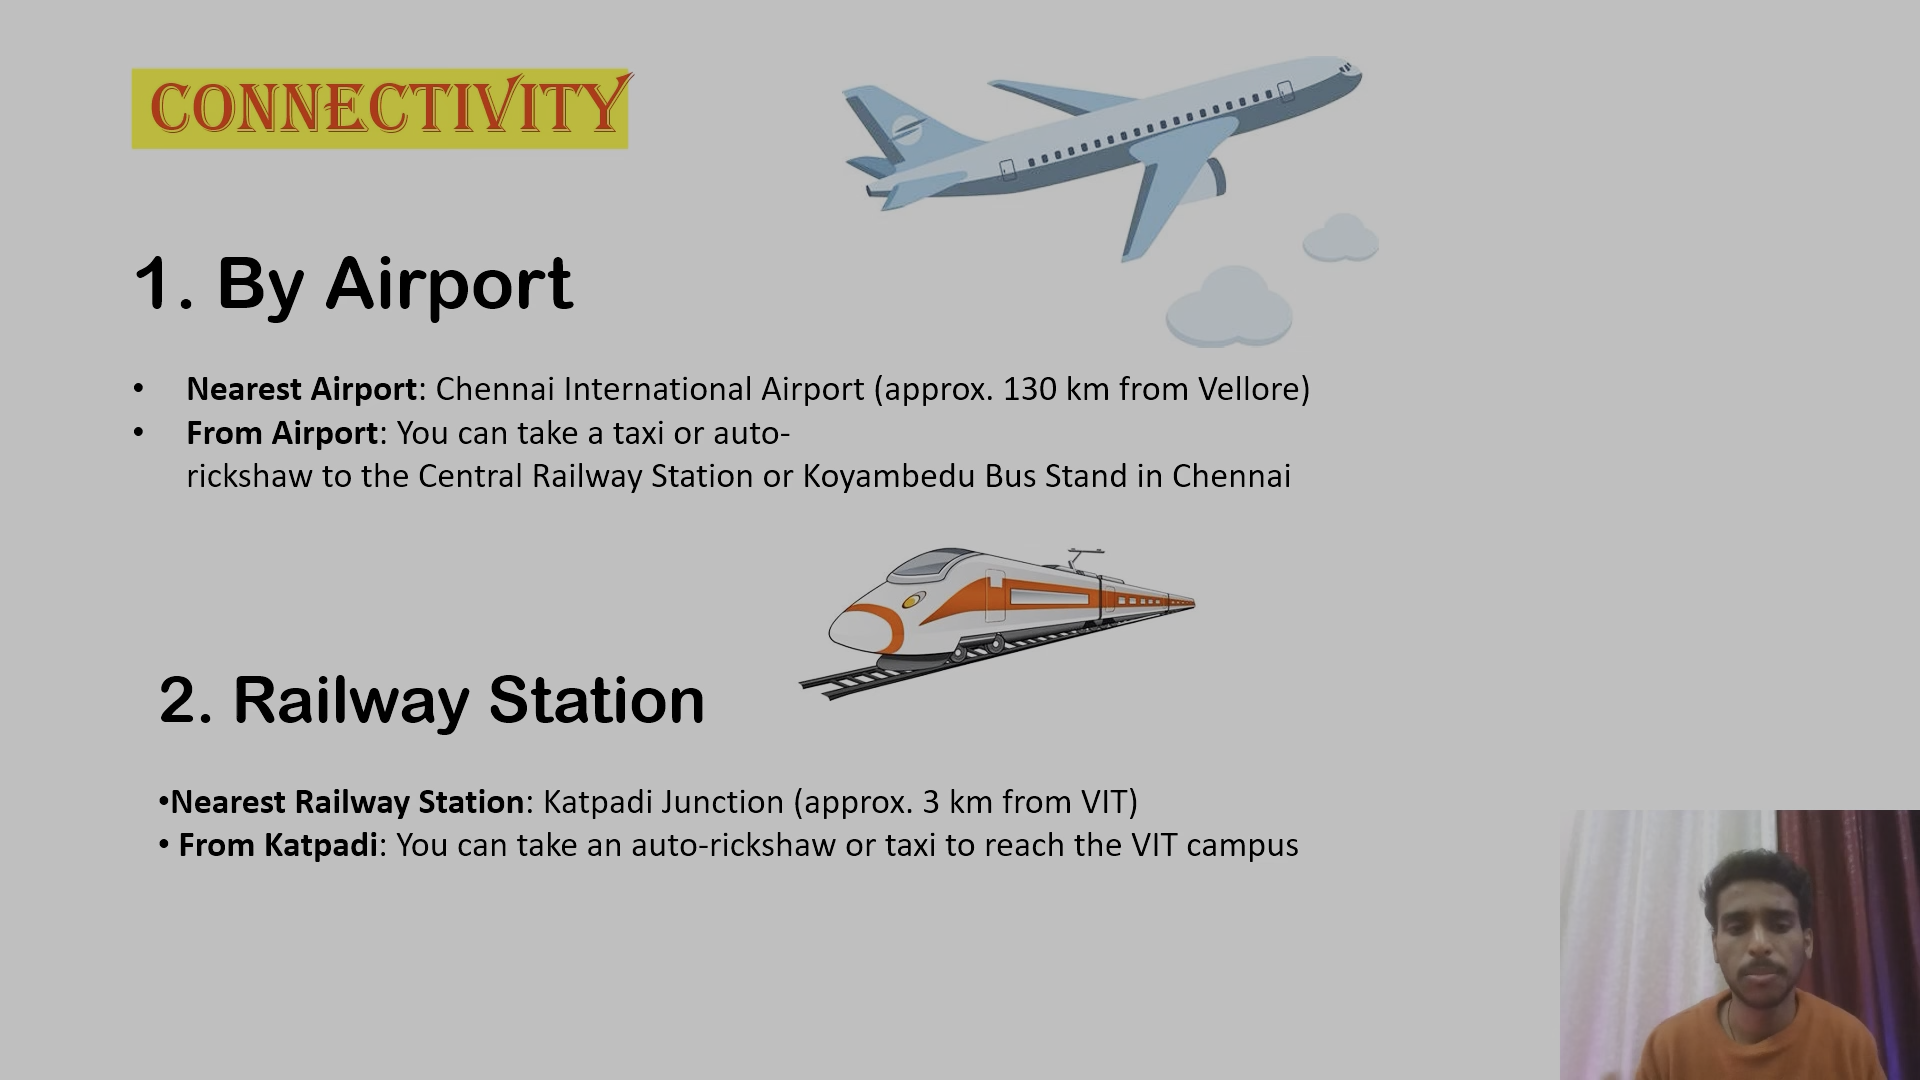 CONNECTIVITY
1. By Airport
• Nearest Airport: Chennai International Airport (approx. 130 km from Vellore)
• From Airport: You can take a taxi or auto-
rickshaw to the Central Railway Station or Koyambedu Bus Stand in Chennai
2. Railway Station
•Nearest Railway Station: Katpadi Junction (approx. 3 km from VIT)
• From Katpadi: You can take an auto-rickshaw or taxi to reach the VIT campus